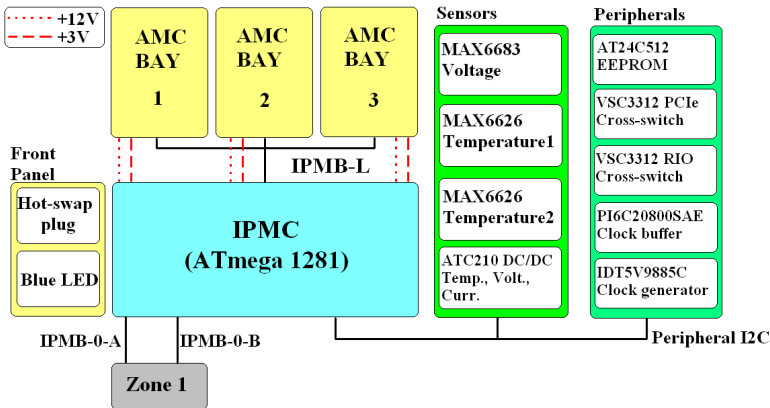 +12V
+3V
AMC
BAY
1
AMC
BAY
2
AMC
BAY
3
IPMB-L
Front
Panel
Hot-swap
plug
Blue LED
IPMC
(ATmega 1281)
IPMB-0-A
IPMB-0-B
Zone 1
Sensors
MAX6683
Voltage
MAX6626
Temperature1
MAX6626
Temperature2
ATC210 DC/DC
Temp., Volt.,
Curr.
Peripherals
AT24C512
EEPROM
VSC3312 PCIe
Cross-switch
VSC3312 RIO
Cross-switch
PI6C20800SAE
Clock buffer
IDT5V9885C
Clock generator
Peripheral I2C